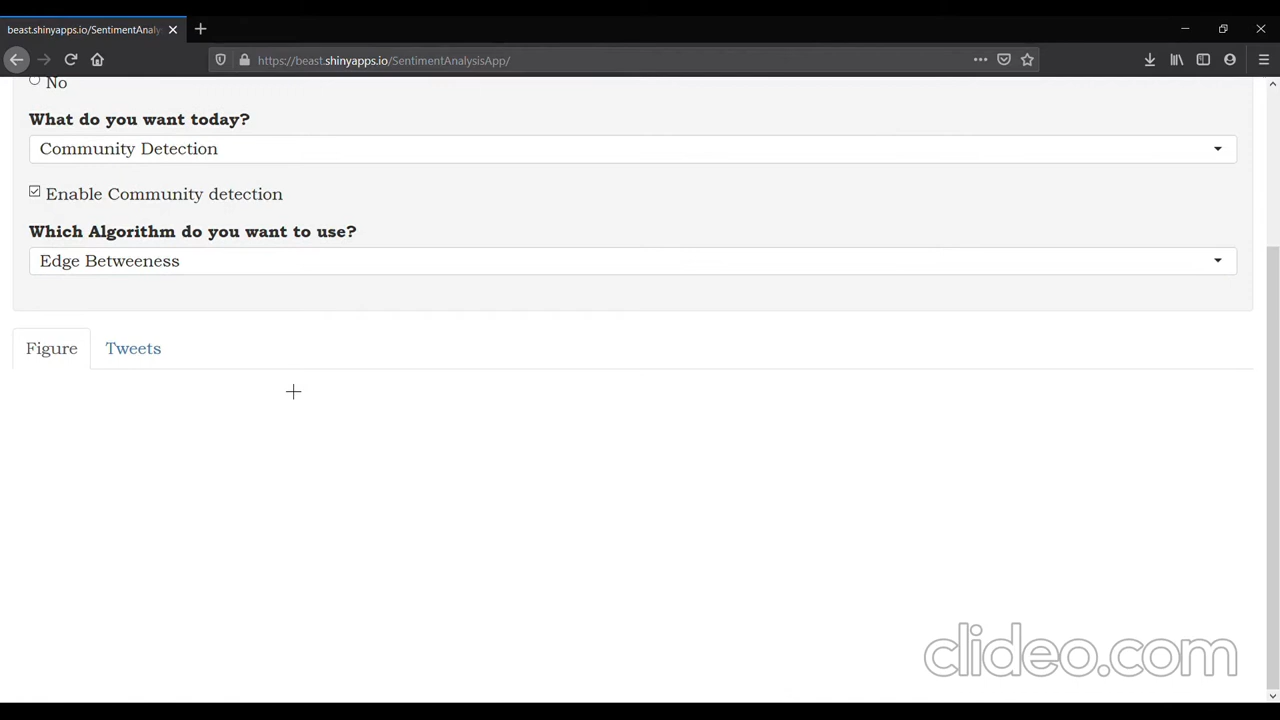 beast.shinyapps.io/SentimentAnaly
https://beast.shinyapps.io/SentimentAnalysisApp/
No
What do you want today?
Community Detection
Enable Community detection
Which Algorithm do you want to use?
Edge Betweeness
Figure Tweets
clideo.com